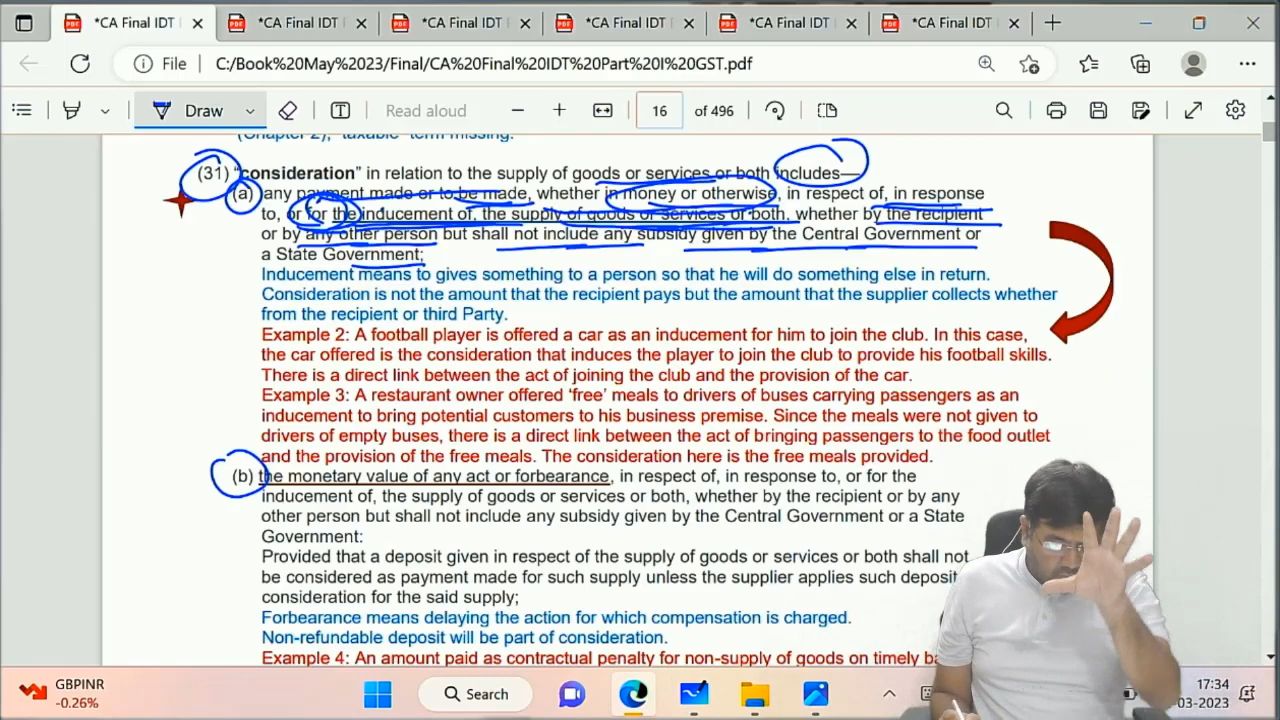 *CA Final IDT *CA Final IDT *CA Final IDT *CA Final IDT *CA Final IDT *CA Final IDT
File C:/Book%20May%202023/Final/CA%20Final%20IDT%20Part%20I%20GST.pdf
Draw Read aloud 16 of 496
(Chapter 2), "taxable" term missing.
(31) "consideration" in relation to the supply of goods or services or both includes—
(a) any payment made or to be made, whether in money or otherwise, in respect of, in response
to, or for the inducement of, the supply of goods or services or both, whether by the recipient
or by any other person but shall not include any subsidy given by the Central Government or
a State Government;
Inducement means to gives something to a person so that he will do something else in return.
Consideration is not the amount that the recipient pays but the amount that the supplier collects whether
from the recipient or third Party.
Example 2: A football player is offered a car as an inducement for him to join the club. In this case,
the car offered is the consideration that induces the player to join the club to provide his football skills.
There is a direct link between the act of joining the club and the provision of the car.
Example 3: A restaurant owner offered 'free' meals to drivers of buses carrying passengers as an
inducement to bring potential customers to his business premise. Since the meals were not given to
drivers of empty buses, there is a direct link between the act of bringing passengers to the food outlet
and the provision of the free meals. The consideration here is the free meals provided.
(b) the monetary value of any act or forbearance, in respect of, in response to, or for the
inducement of, the supply of goods or services or both, whether by the recipient or by any
other person but shall not include any subsidy given by the Central Government or a State
Government:
Provided that a deposit given in respect of the supply of goods or services or both shall not
be considered as payment made for such supply unless the supplier applies such deposit
consideration for the said supply;
Forbearance means delaying the action for which compensation is charged.
Non-refundable deposit will be part of consideration.
Example 4: An amount paid as contractual penalty for non-supply of goods on timely
GBPINR
-0.26%
Search
17:34
-03-2023